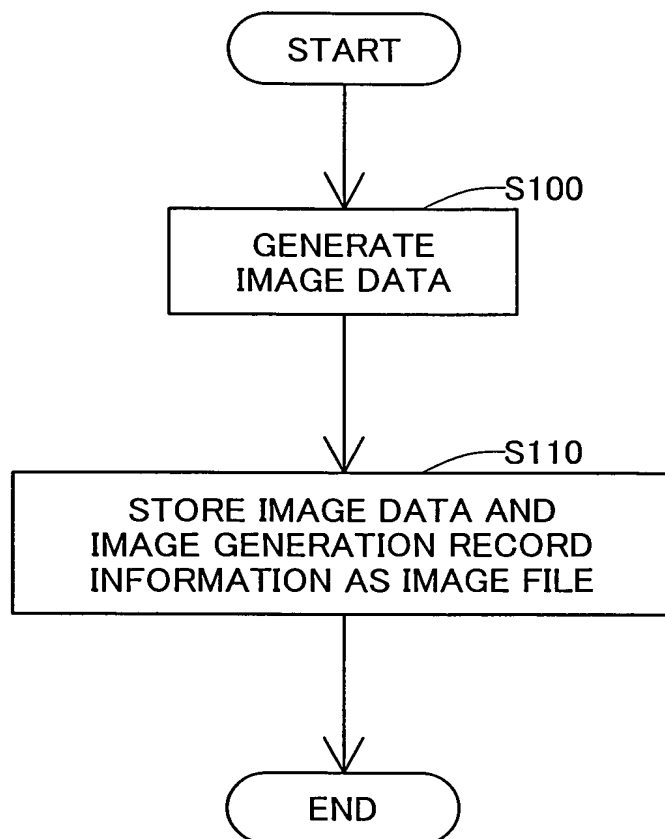 START
S100
GENERATE
IMAGE DATA
S110
STORE IMAGE DATA AND
IMAGE GENERATION RECORD
INFORMATION AS IMAGE FILE
END